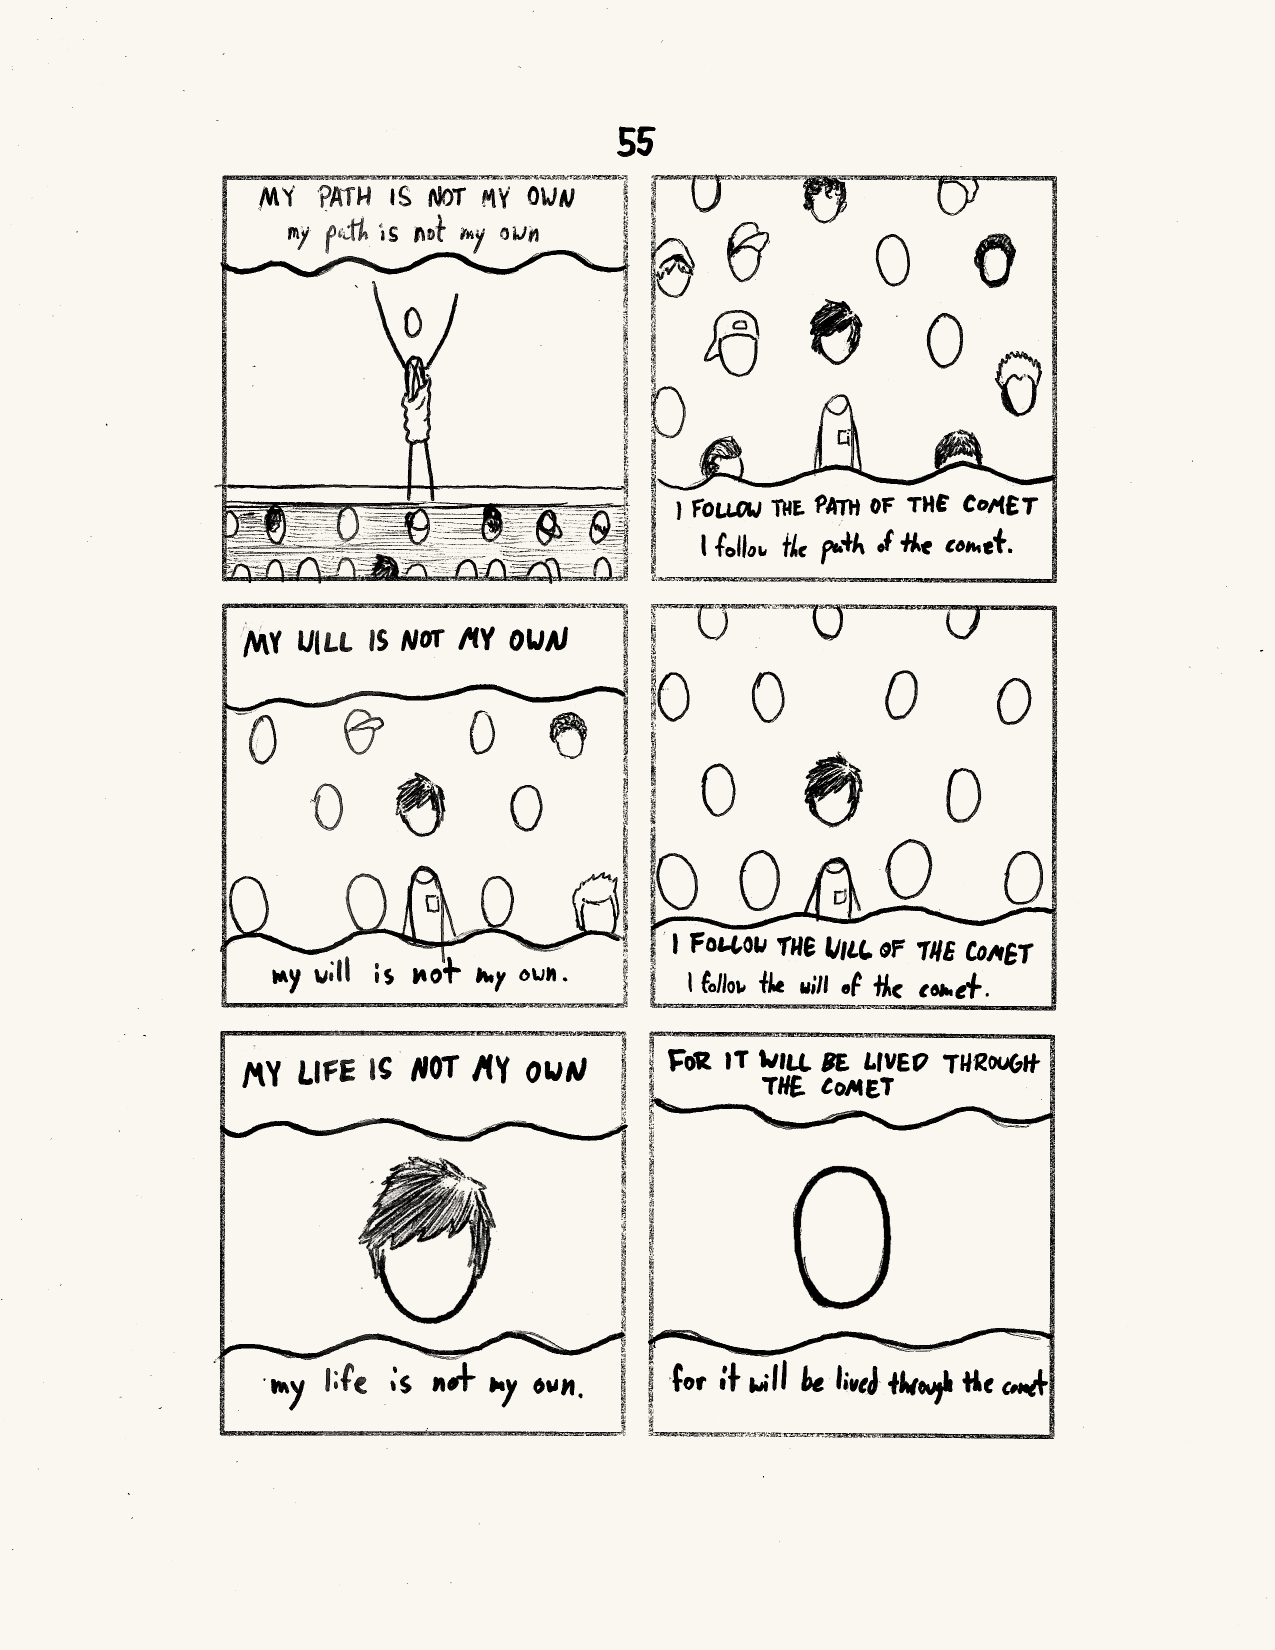 55
MY PATH IS NOT MY OWN
my path is not my own
I FOLLOW THE PATH OF THE COMET
I follow the path of the comet.
MY WILL IS NOT MY OWN
my will is not my own.
I FOLLOW THE WILL OF THE COMET
I follow the will of the comet.
MY LIFE IS NOT MY OWN
my life is not my own.
FOR IT WILL BE LIVED THROUGH
THE COMET
for it will be lived through the comet